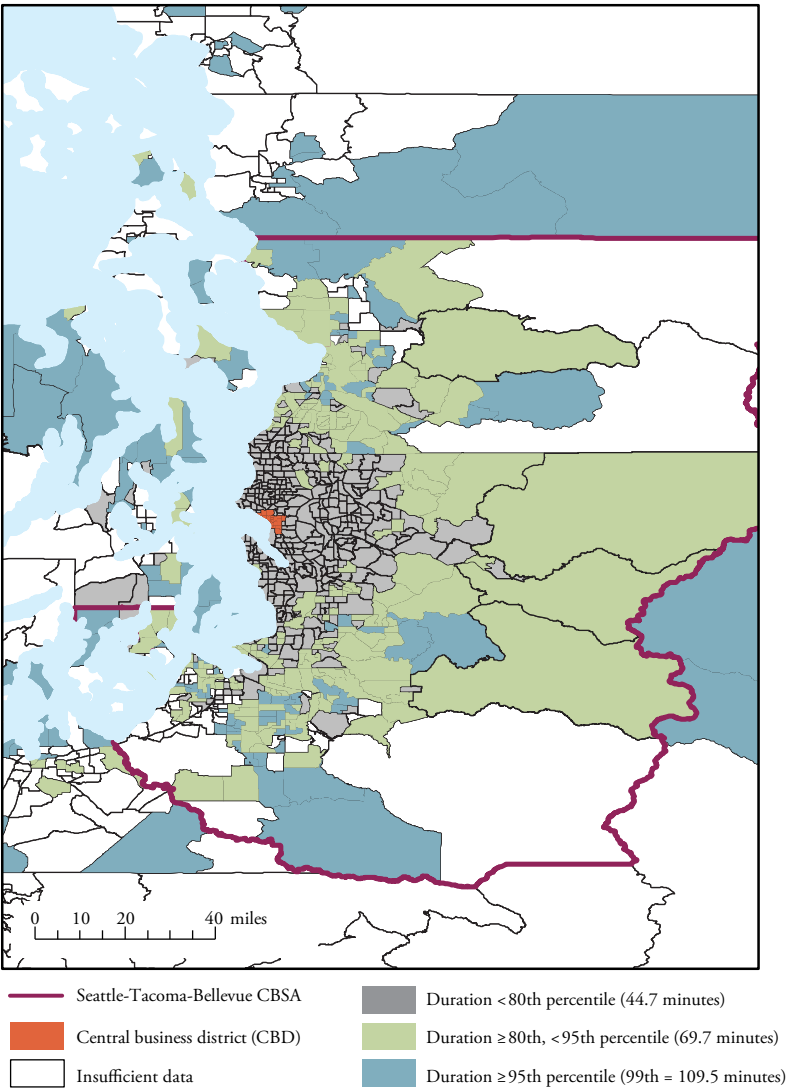 0 10 20 40 miles
Seattle-Tacoma-Bellevue CBSA
Central business district (CBD)
Insufficient data
Duration <80th percentile (44.7 minutes)
Duration ≥80th, <95th percentile (69.7 minutes)
Duration ≥95th percentile (99th = 109.5 minutes)